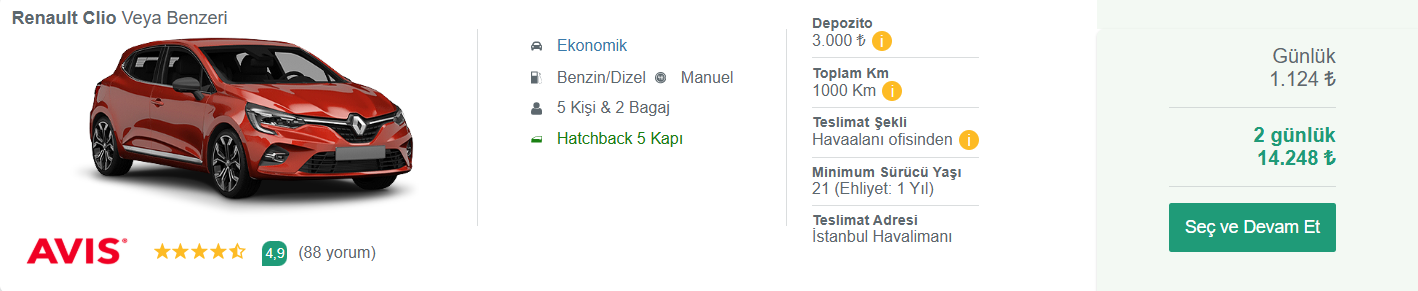 Renault Clio Veya Benzeri
AVIS
4,9 (88 yorum)
Ekonomik
Benzin/Dizel Manuel
5 Kişi & 2 Bagaj
Hatchback 5 Kapı
Depozito
3.000 ₺ i
Toplam Km
1000 Km i
Teslimat Şekli
Havaalanı ofisinden i
Minimum Sürücü Yaşı
21 (Ehliyet: 1 Yıl)
Teslimat Adresi
İstanbul Havalimanı
Günlük
1.124 ₺
2 günlük
14.248 ₺
Seç ve Devam Et